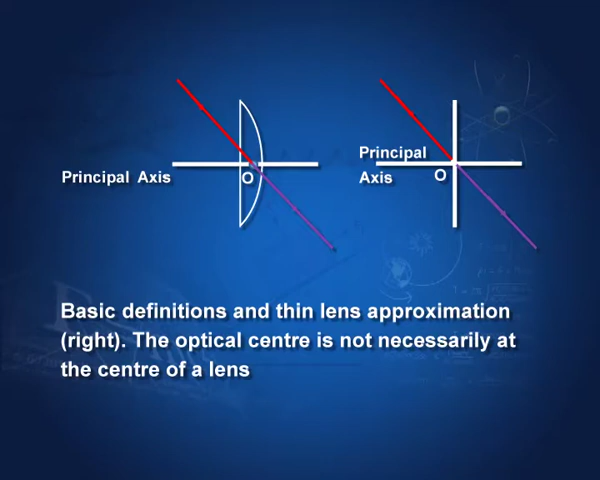 Principal Axis
O
Principal
Axis
O
Basic definitions and thin lens approximation
(right). The optical centre is not necessarily at
the centre of a lens